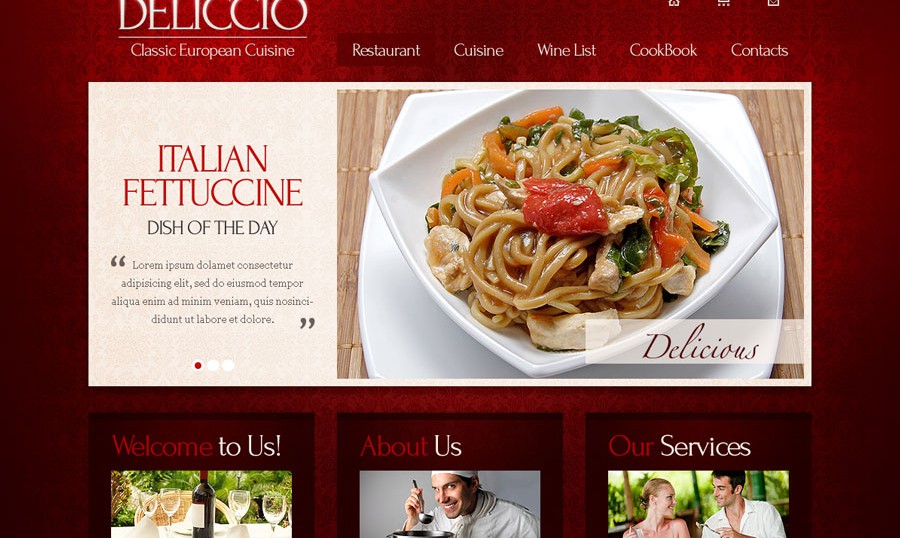 DELICCIO
Classic European Cuisine
Restaurant
Cuisine
Wine List
CookBook
Contacts
ITALIAN
FETTUCCINE
DISH OF THE DAY
“ Lorem ipsum dolamet consectetur
adipisicing elit, sed do eiusmod tempor
aliqua enim ad minim veniam, quis nosinci-
didunt ut labore et dolore. ”
Delicious
Welcome to Us!
About Us
Our Services